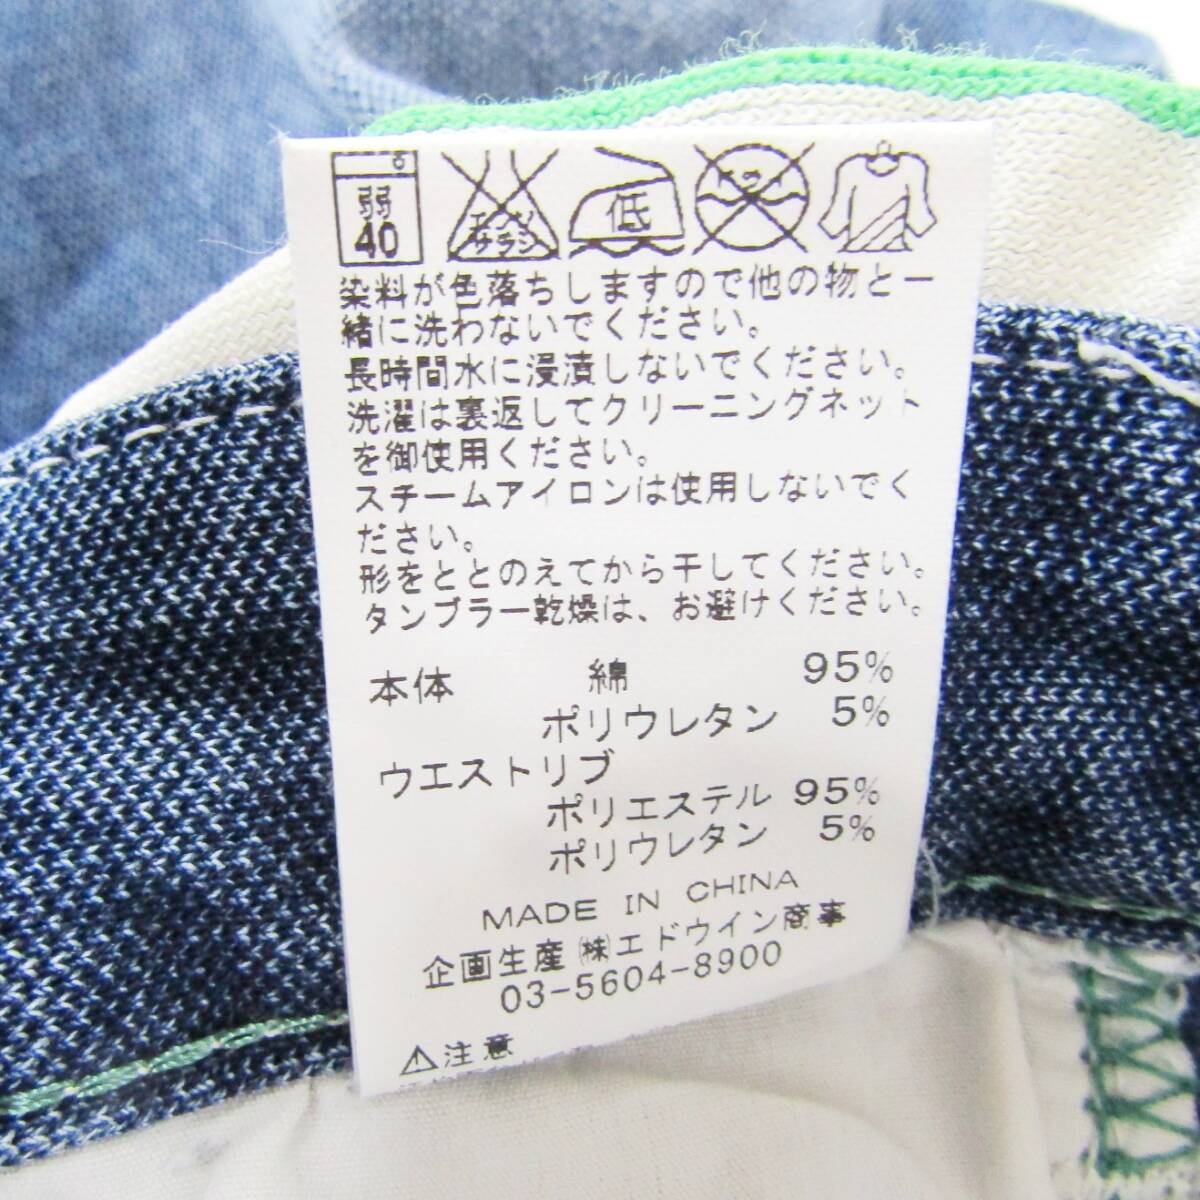 弱
40
エンソ
サラシ
低
染料が色落ちしますので他の物と一
緒に洗わないでください。
長時間水に浸漬しないでください。
洗濯は裏返してクリーニングネット
を御使用ください。
スチームアイロンは使用しないでく
ださい。
形をととのえてから干してください。
タンブラー乾燥は、お避けください。
本体 綿 95%
ポリウレタン 5%
ウエストリブ
ポリエステル 95%
ポリウレタン 5%
MADE IN CHINA
企画生産㈱エドウイン商事
03-5604-8900
⚠注意